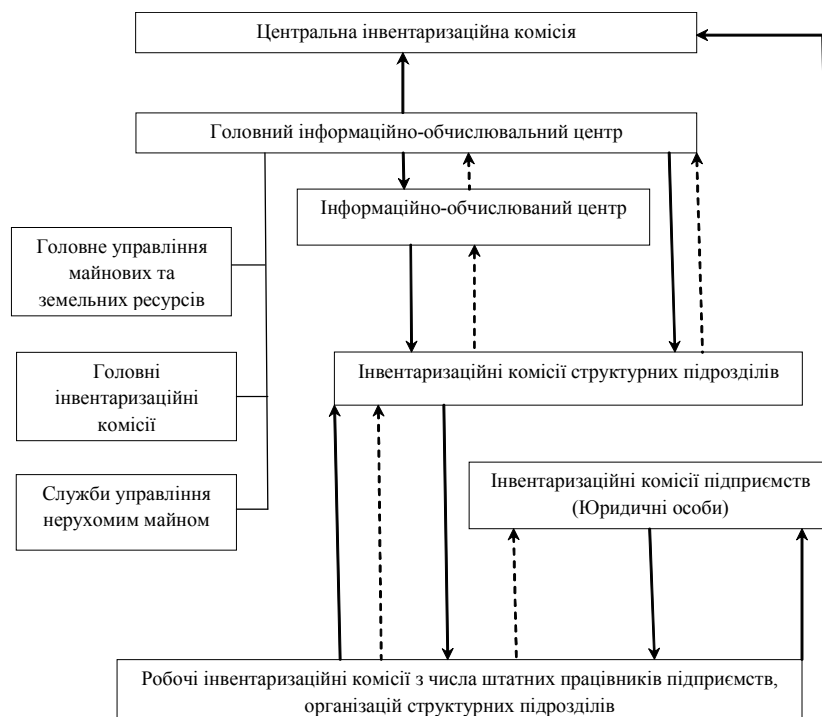 Центральна інвентаризаційна комісія
Головний інформаційно-обчислювальний центр
Інформаційно-обчислюваний центр
Головне управління
майнових та
земельних ресурсів
Інвентаризаційні комісії структурних підрозділів
Головні
інвентаризаційні
комісії
Інвентаризаційні комісії підприємств
(Юридичні особи)
Служби управління
нерухомим майном
Робочі інвентаризаційні комісії з числа штатних працівників підприємств,
організацій структурних підрозділів